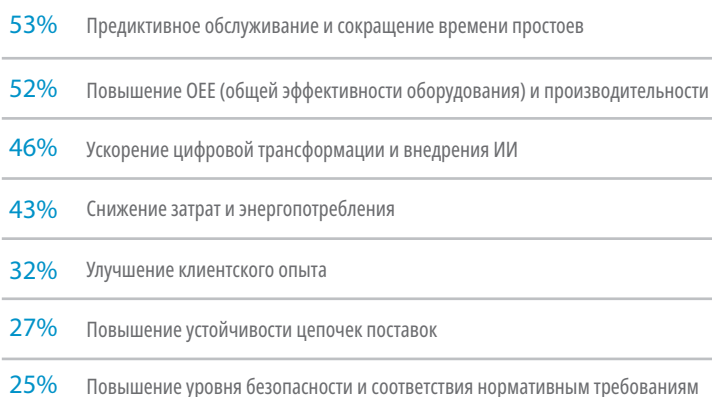 53% Предиктивное обслуживание и сокращение времени простоев
52% Повышение OEE (общей эффективности оборудования) и производительности
46% Ускорение цифровой трансформации и внедрения ИИ
43% Снижение затрат и энергопотребления
32% Улучшение клиентского опыта
27% Повышение устойчивости цепочек поставок
25% Повышение уровня безопасности и соответствия нормативным требованиям